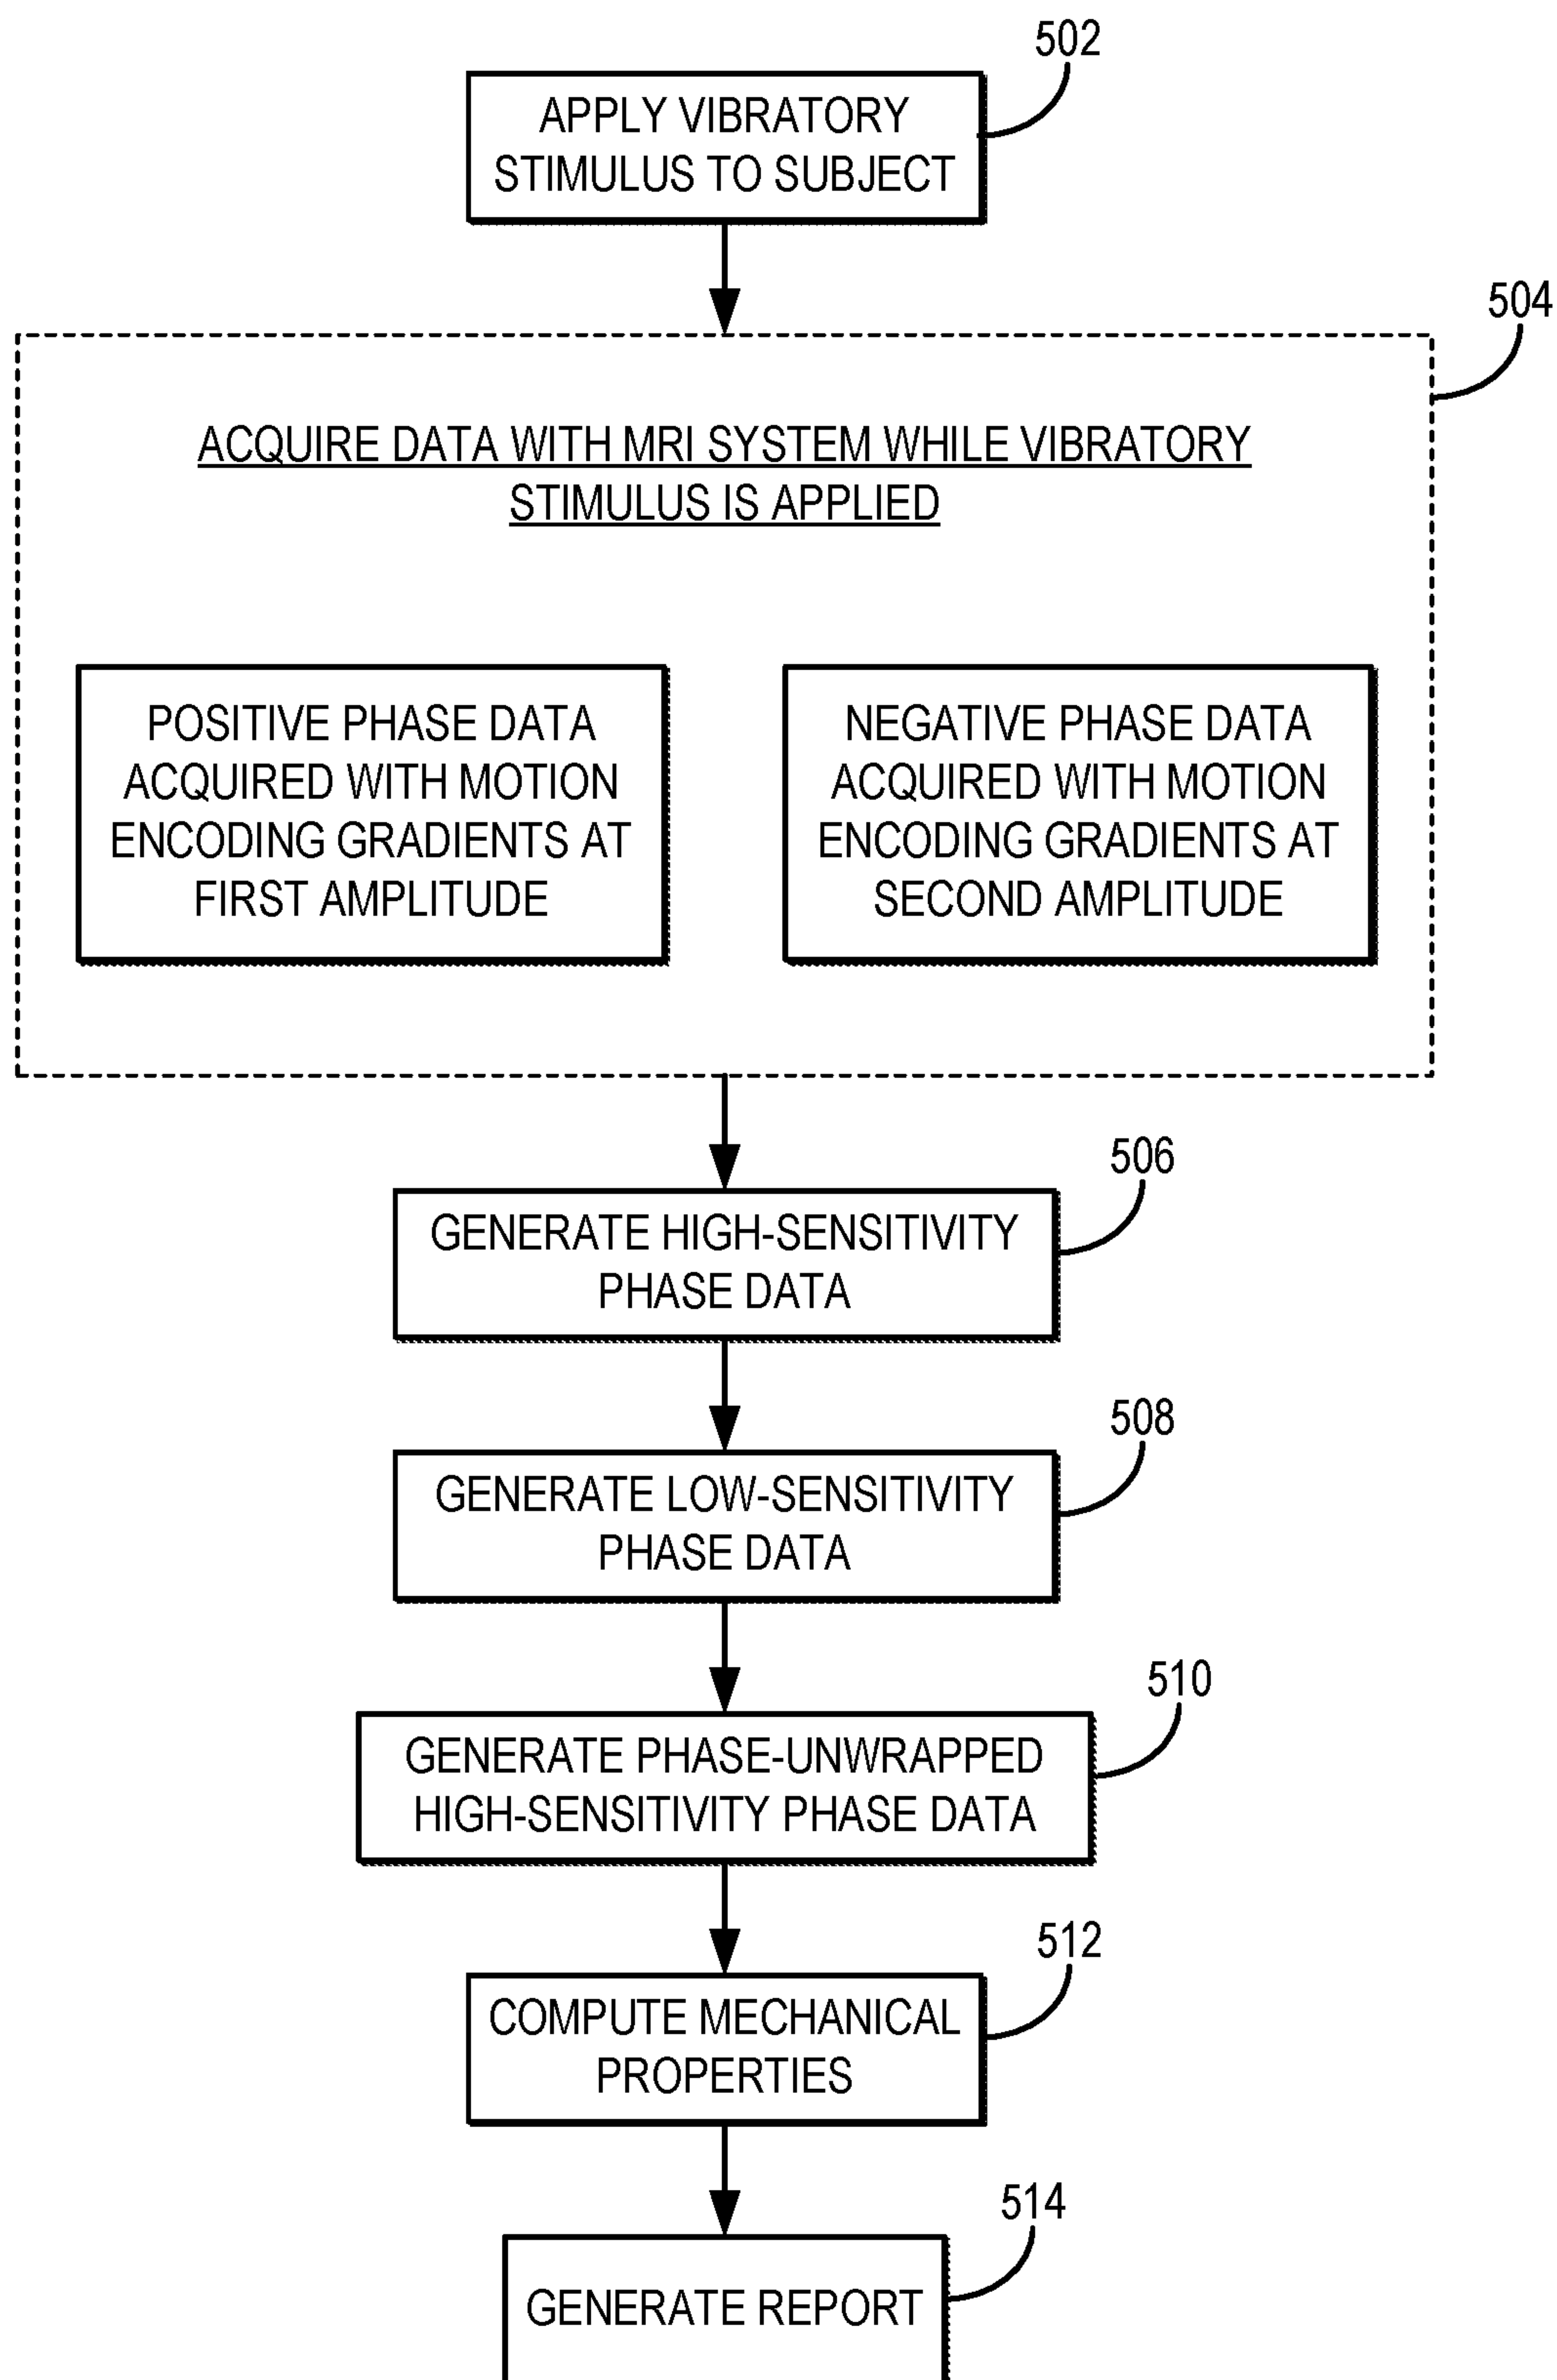 502
APPLY VIBRATORY
STIMULUS TO SUBJECT
504
ACQUIRE DATA WITH MRI SYSTEM WHILE VIBRATORY
STIMULUS IS APPLIED
POSITIVE PHASE DATA
ACQUIRED WITH MOTION
ENCODING GRADIENTS AT
FIRST AMPLITUDE
NEGATIVE PHASE DATA
ACQUIRED WITH MOTION
ENCODING GRADIENTS AT
SECOND AMPLITUDE
506
GENERATE HIGH-SENSITIVITY
PHASE DATA
508
GENERATE LOW-SENSITIVITY
PHASE DATA
510
GENERATE PHASE-UNWRAPPED
HIGH-SENSITIVITY PHASE DATA
512
COMPUTE MECHANICAL
PROPERTIES
514
GENERATE REPORT